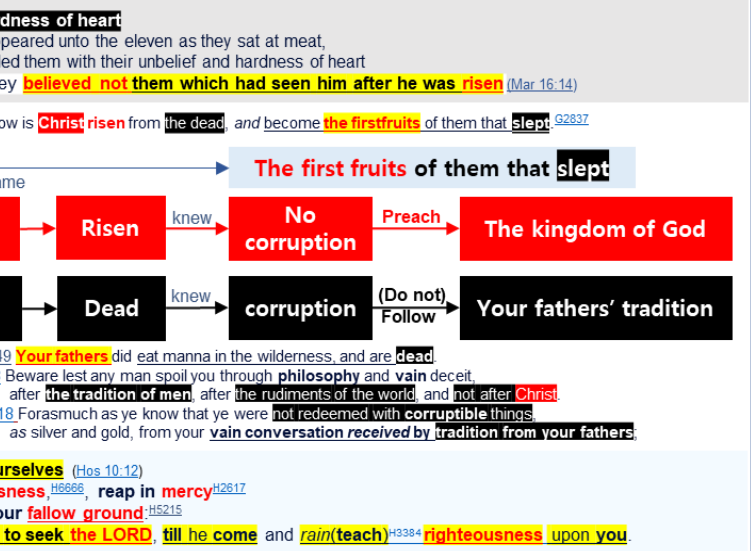 rdness of heart
peared unto the eleven as they sat at meat,
ed them with their unbelief and hardness of heart
ey believed not them which had seen him after he was risen (Mar 16:14)
ow is Christ risen from the dead, and become the firstfruits of them that slept.G2837
The first fruits of them that slept
ame
Risen
knew
No
corruption
Preach
The kingdom of God
Dead
knew
corruption
(Do not)
Follow
Your fathers' tradition
49 Your fathers did eat manna in the wilderness, and are dead.
Beware lest any man spoil you through philosophy and vain deceit,
after the tradition of men, after the rudiments of the world, and not after Christ.
18 Forasmuch as ye know that ye were not redeemed with corruptible things,
as silver and gold, from your vain conversation received by tradition from your fathers;
urselves (Hos 10:12)
sness,H6666, reap in mercyH2617
our fallow ground:H5215
to seek the LORD, till he come and rain(teach)H3384 righteousness upon you.